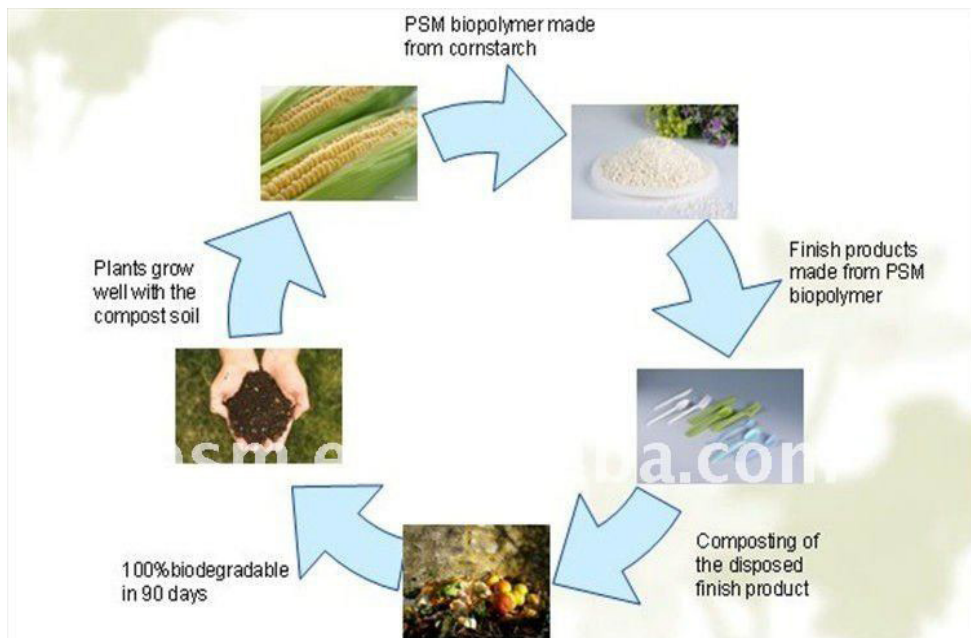 PSM biopolymer made
from cornstarch
Finish products
made from PSM
biopolymer
Composting of
the disposed
finish product
100%biodegradable
in 90 days
Plants grow
well with the
compost soil